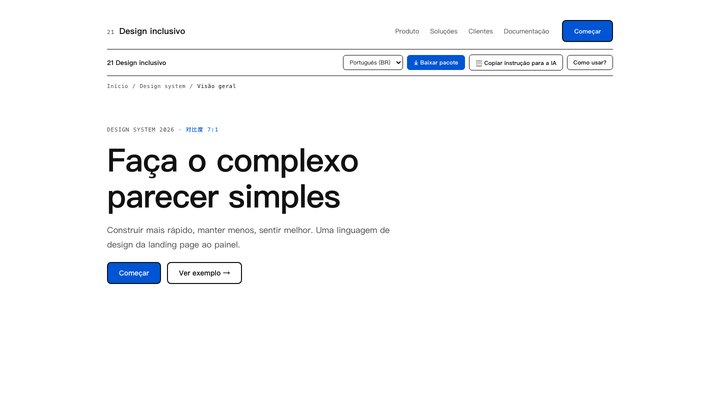 21 Design inclusivo
Produto Soluções Clientes Documentação Começar
21 Design inclusivo
Português (BR) ⤓ Baixar pacote 📋 Copiar instrução para a IA Como usar?
Início / Design system / Visão geral
DESIGN SYSTEM 2026 · 对比度 7:1
Faça o complexo
parecer simples
Construir mais rápido, manter menos, sentir melhor. Uma linguagem de
design da landing page ao painel.
Começar Ver exemplo →